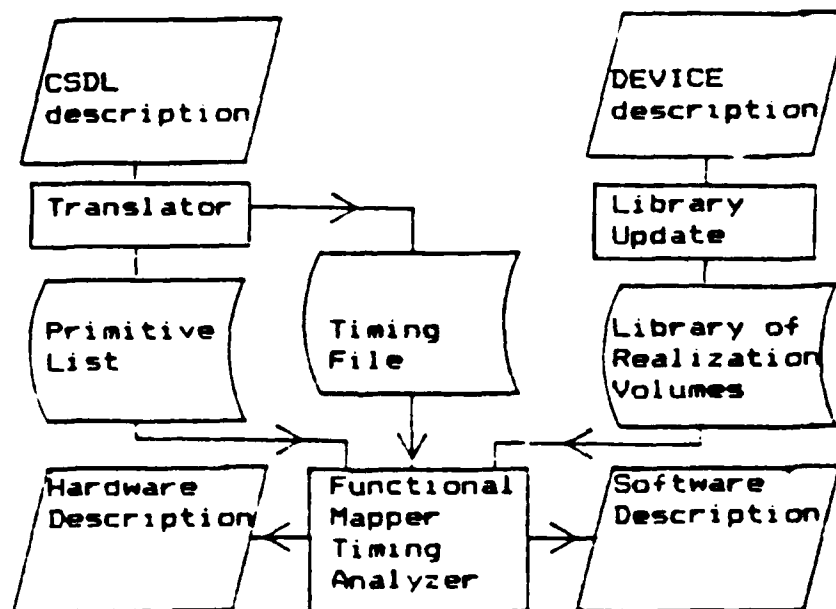 CSDL
description
DEVICE
description
Translator
Library
Update
Primitive
List
Timing
File
Library of
Realization
Volumes
Hardware
Description
Functional
Mapper
Timing
Analyzer
Software
Description